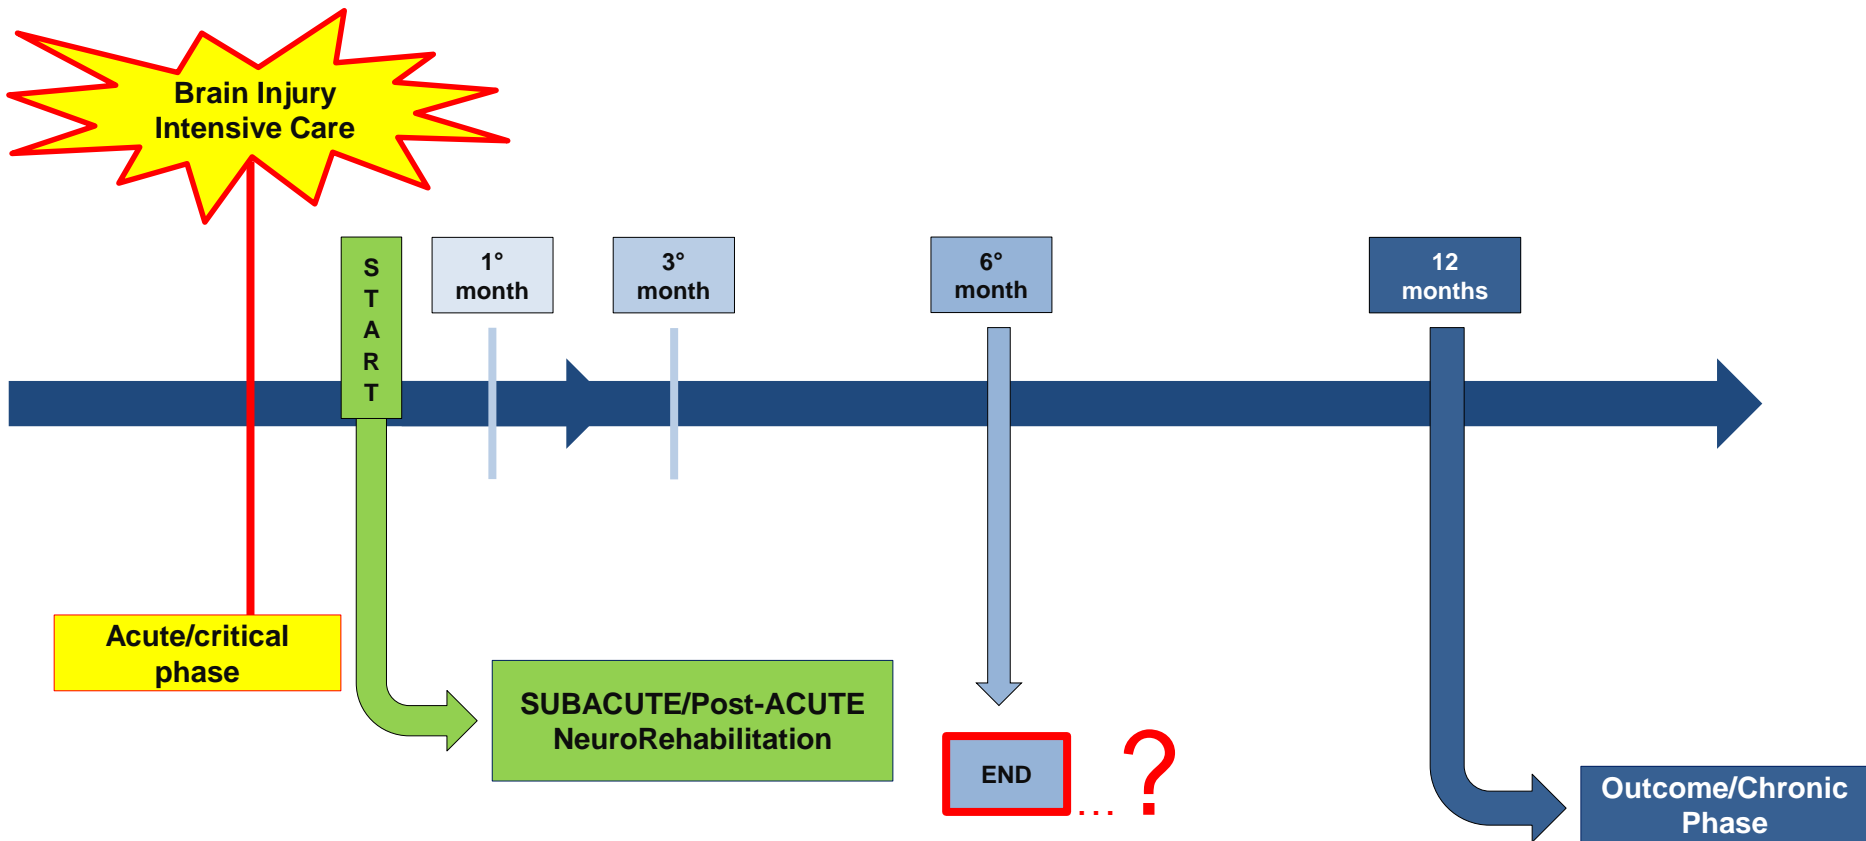 Brain Injury
Intensive Care
S
T
A
R
T
1°
month
3°
month
6°
month
12
months
Acute/critical
phase
SUBACUTE/Post-ACUTE
NeuroRehabilitation
END
...?
Outcome/Chronic
Phase